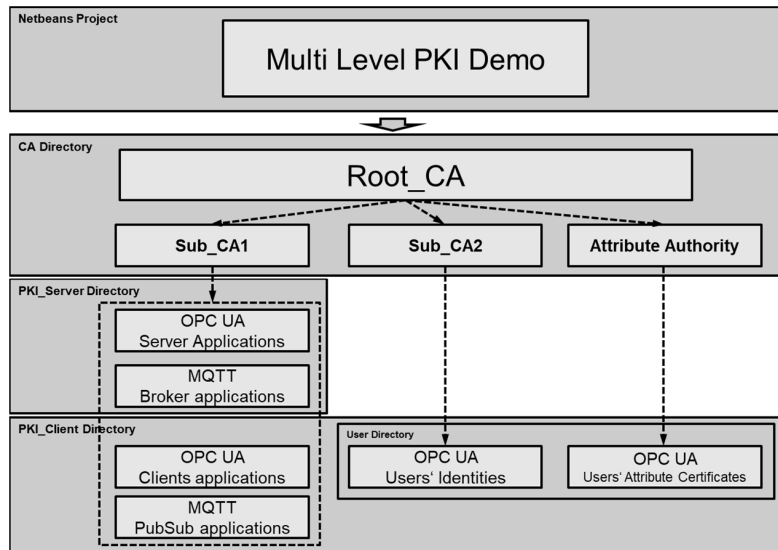 Netbeans Project
Multi Level PKI Demo
CA Directory
Root_CA
Sub_CA1
Sub_CA2
Attribute Authority
PKI_Server Directory
OPC UA
Server Applications
MQTT
Broker applications
PKI_Client Directory
User Directory
OPC UA
Clients applications
OPC UA
Users‘ Identities
OPC UA
Users‘ Attribute Certificates
MQTT
PubSub applications